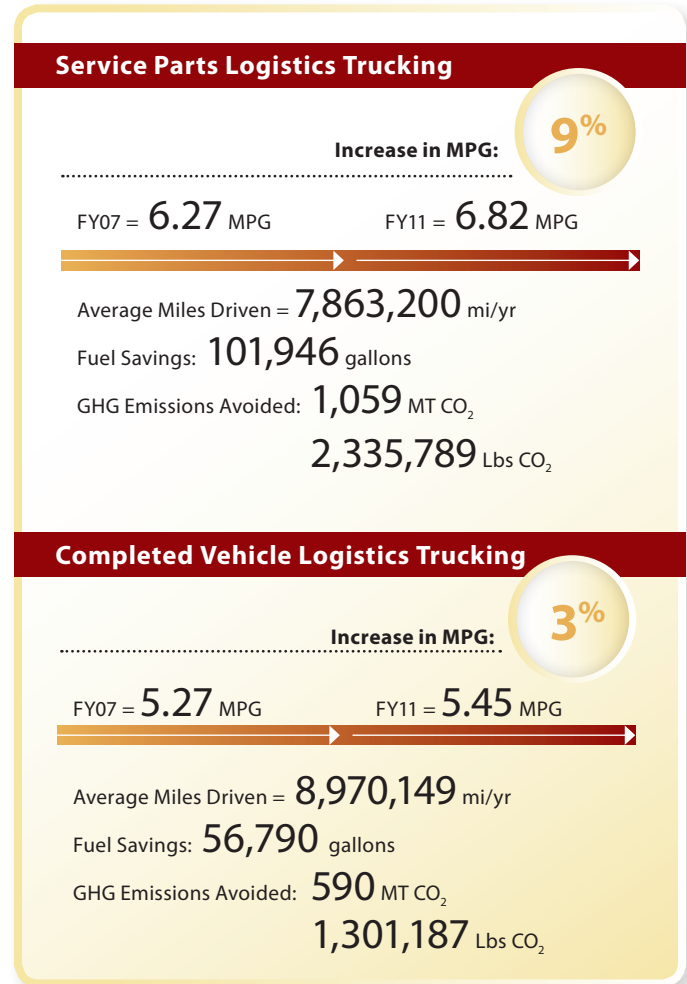 Service Parts Logistics Trucking
9%
Increase in MPG:
FY07 = 6.27 MPG FY11 = 6.82 MPG
Average Miles Driven = 7,863,200 mi/yr
Fuel Savings: 101,946 gallons
GHG Emissions Avoided: 1,059 MT CO₂
2,335,789 Lbs CO₂
Completed Vehicle Logistics Trucking
3%
Increase in MPG:
FY07 = 5.27 MPG FY11 = 5.45 MPG
Average Miles Driven = 8,970,149 mi/yr
Fuel Savings: 56,790 gallons
GHG Emissions Avoided: 590 MT CO₂
1,301,187 Lbs CO₂